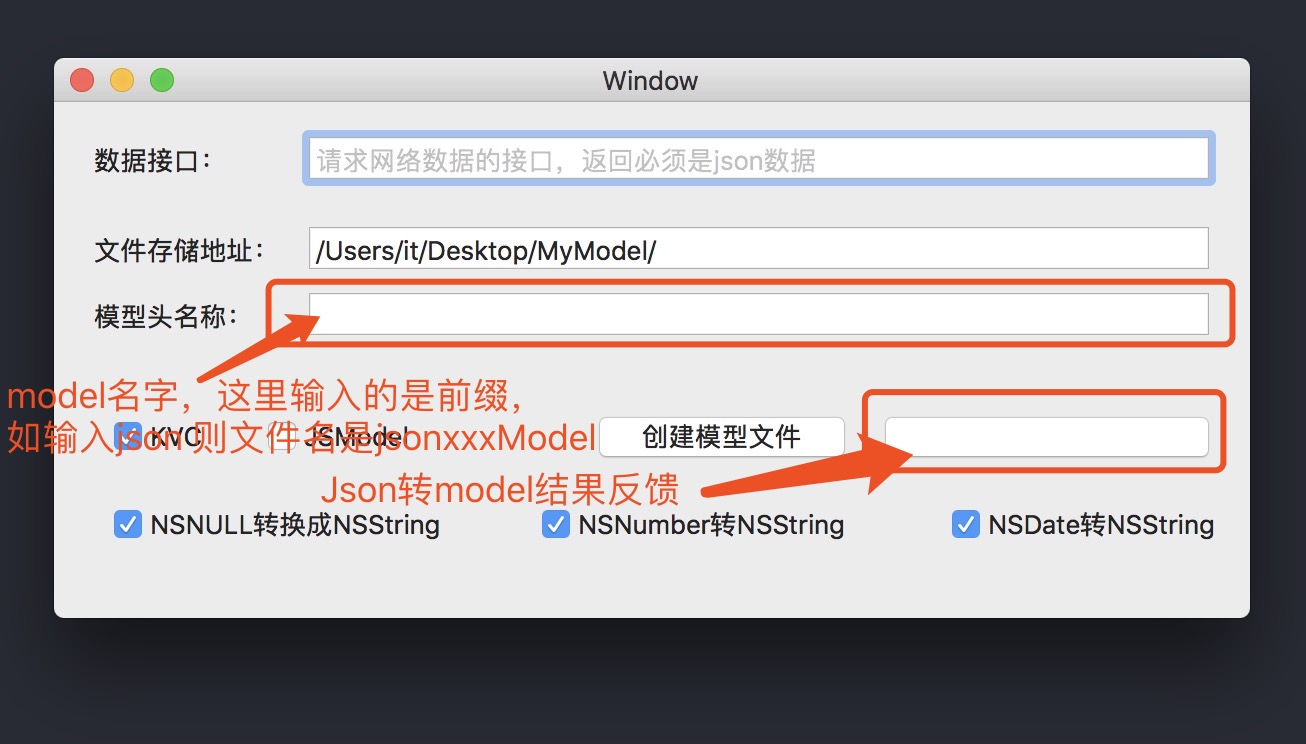 Window
数据接口：
请求网络数据的接口，返回必须是json数据
文件存储地址：
/Users/it/Desktop/MyModel/
模型头名称：
model名字，这里输入的是前缀，
如输入json 则文件名是jsonxxxModel
KVC
JSModel
创建模型文件
Json转model结果反馈
NSNULL转换成NSString
NSNumber转NSString
NSDate转NSString